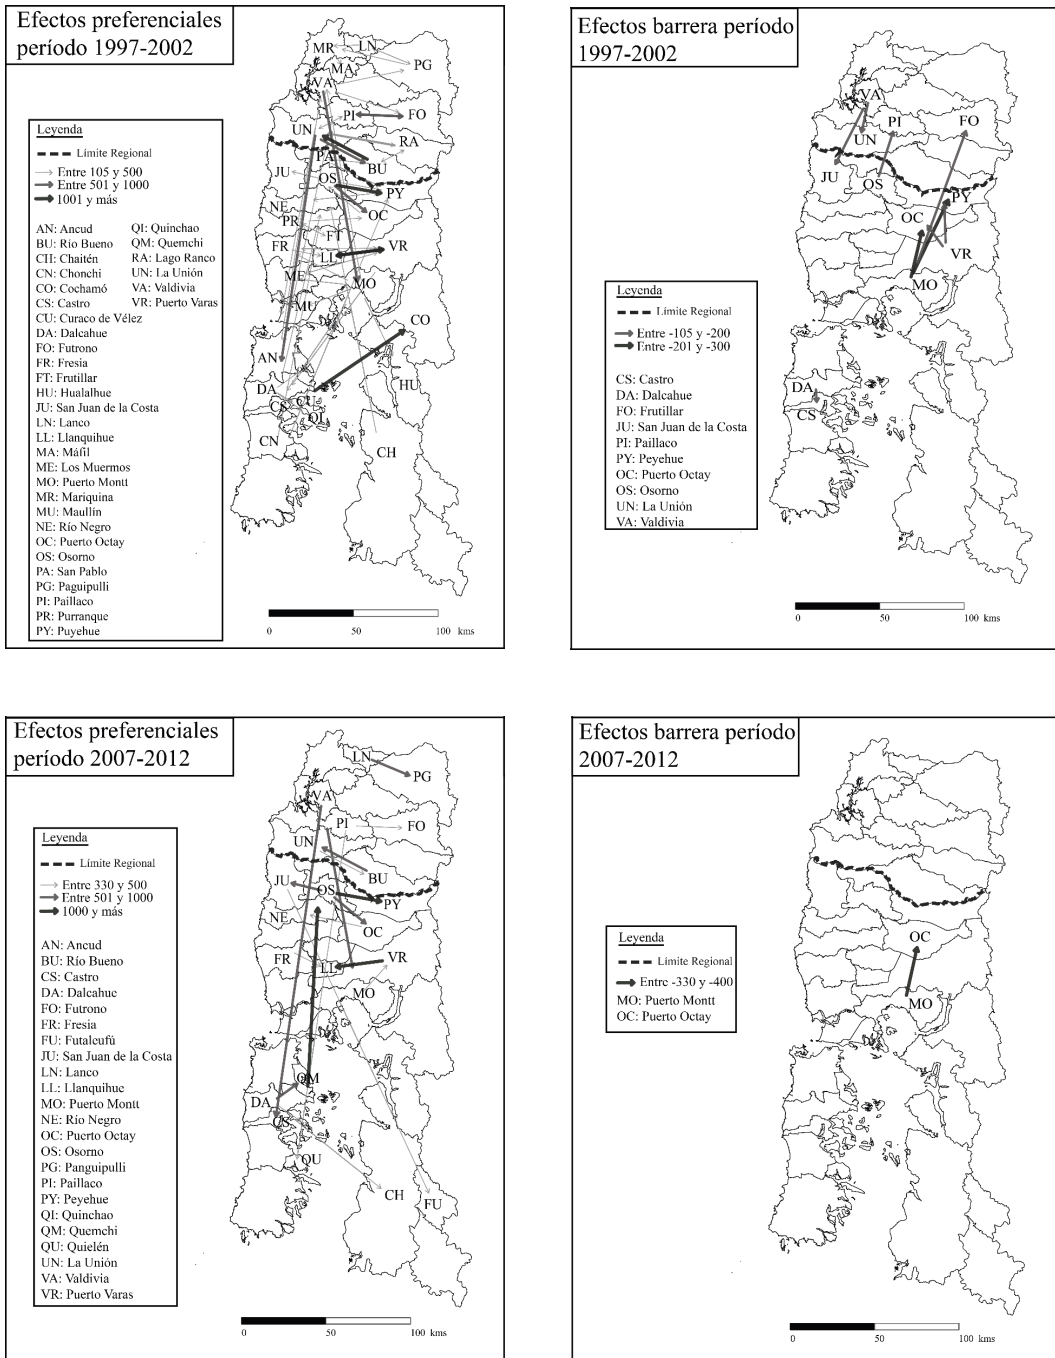 Efectos preferenciales
período 1997-2002
Leyenda
Límite Regional
Entre 105 y 500
Entre 501 y 1000
1001 y más
AN: Ancud
BU: Río Bueno
CH: Chaitén
CN: Chonchi
CO: Cochamó
CS: Castro
CU: Curaco de Vélez
DA: Dalcahue
FO: Futrono
FR: Fresia
FT: Frutillar
HU: Hualalhue
JU: San Juan de la Costa
LN: Lanco
LL: Llanquihue
MA: Máfil
ME: Los Muermos
MO: Puerto Montt
MR: Mariquina
MU: Maullín
NE: Río Negro
OC: Puerto Octay
OS: Osorno
PA: San Pablo
PG: Paguipulli
PI: Paillaco
PR: Purranque
PY: Puyehue
QI: Quinchao
QM: Quemchi
RA: Lago Ranco
UN: La Unión
VA: Valdivia
VR: Puerto Varas
MR
LN
PG
MA
VA
PI
FO
UN
RA
PA
BU
JU
OS
PY
NE
OC
PR
FT
FR
VR
LL
ME
MO
MU
CO
AN
HU
DA
CS
CU
QI
CN
CH
0 50 100 kms
Efectos barrera período
1997-2002
Leyenda
Límite Regional
Entre -105 y -200
Entre -201 y -300
CS: Castro
DA: Dalcahue
FO: Frutillar
JU: San Juan de la Costa
PI: Paillaco
PY: Peyehue
OC: Puerto Octay
OS: Osorno
UN: La Unión
VA: Valdivia
VA
PI
FO
UN
JU
OS
PY
OC
VR
MO
DA
CS
0 50 100 kms
Efectos preferenciales
período 2007-2012
Leyenda
Límite Regional
Entre 330 y 500
Entre 501 y 1000
1000 y más
AN: Ancud
BU: Río Bueno
CS: Castro
DA: Dalcahue
FO: Futrono
FR: Fresia
FU: Futaleufú
JU: San Juan de la Costa
LN: Lanco
LL: Llanquihue
MO: Puerto Montt
NE: Río Negro
OC: Puerto Octay
OS: Osorno
PG: Panguipulli
PI: Paillaco
PY: Peyehue
QI: Quinchao
QM: Quemchi
QU: Quielén
UN: La Unión
VA: Valdivia
VR: Puerto Varas
LN
PG
VA
PI
FO
UN
BU
JU
OS
PY
NE
OC
FR
LL
VR
MO
QM
DA
CS
QU
CH
FU
0 50 100 kms
Efectos barrera período
2007-2012
Leyenda
Límite Regional
Entre -330 y -400
MO: Puerto Montt
OC: Puerto Octay
OC
MO
0 50 100 kms